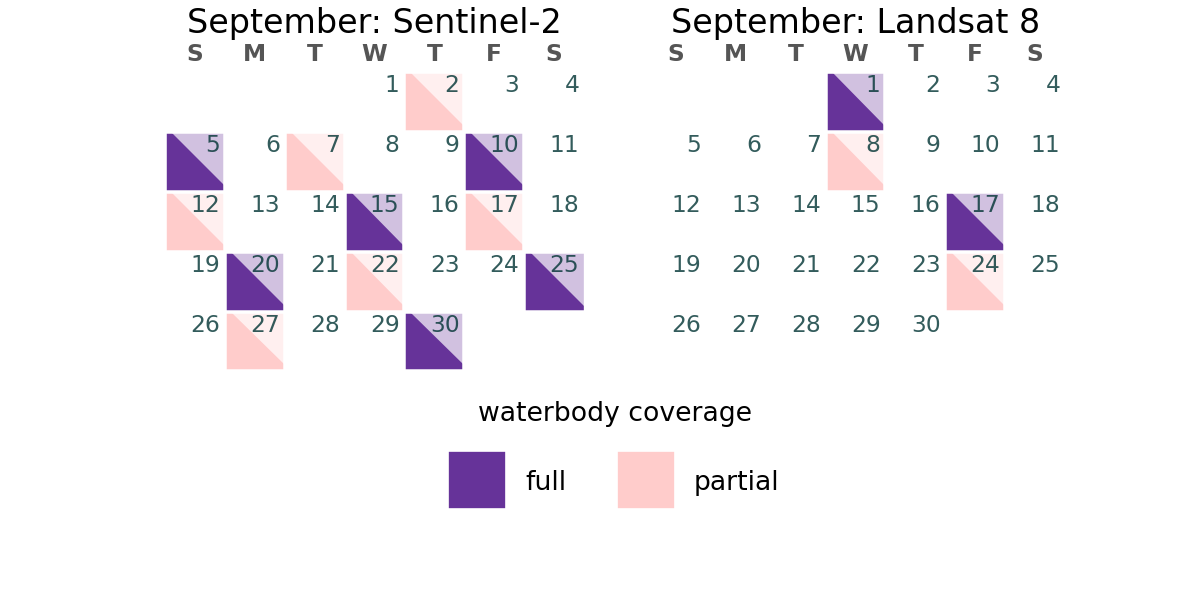 September: Sentinel-2
S M T W T F S
1 2 3 4
5 6 7 8 9 10 11
12 13 14 15 16 17 18
19 20 21 22 23 24 25
26 27 28 29 30
September: Landsat 8
S M T W T F S
1 2 3 4
5 6 7 8 9 10 11
12 13 14 15 16 17 18
19 20 21 22 23 24 25
26 27 28 29 30
waterbody coverage
full partial